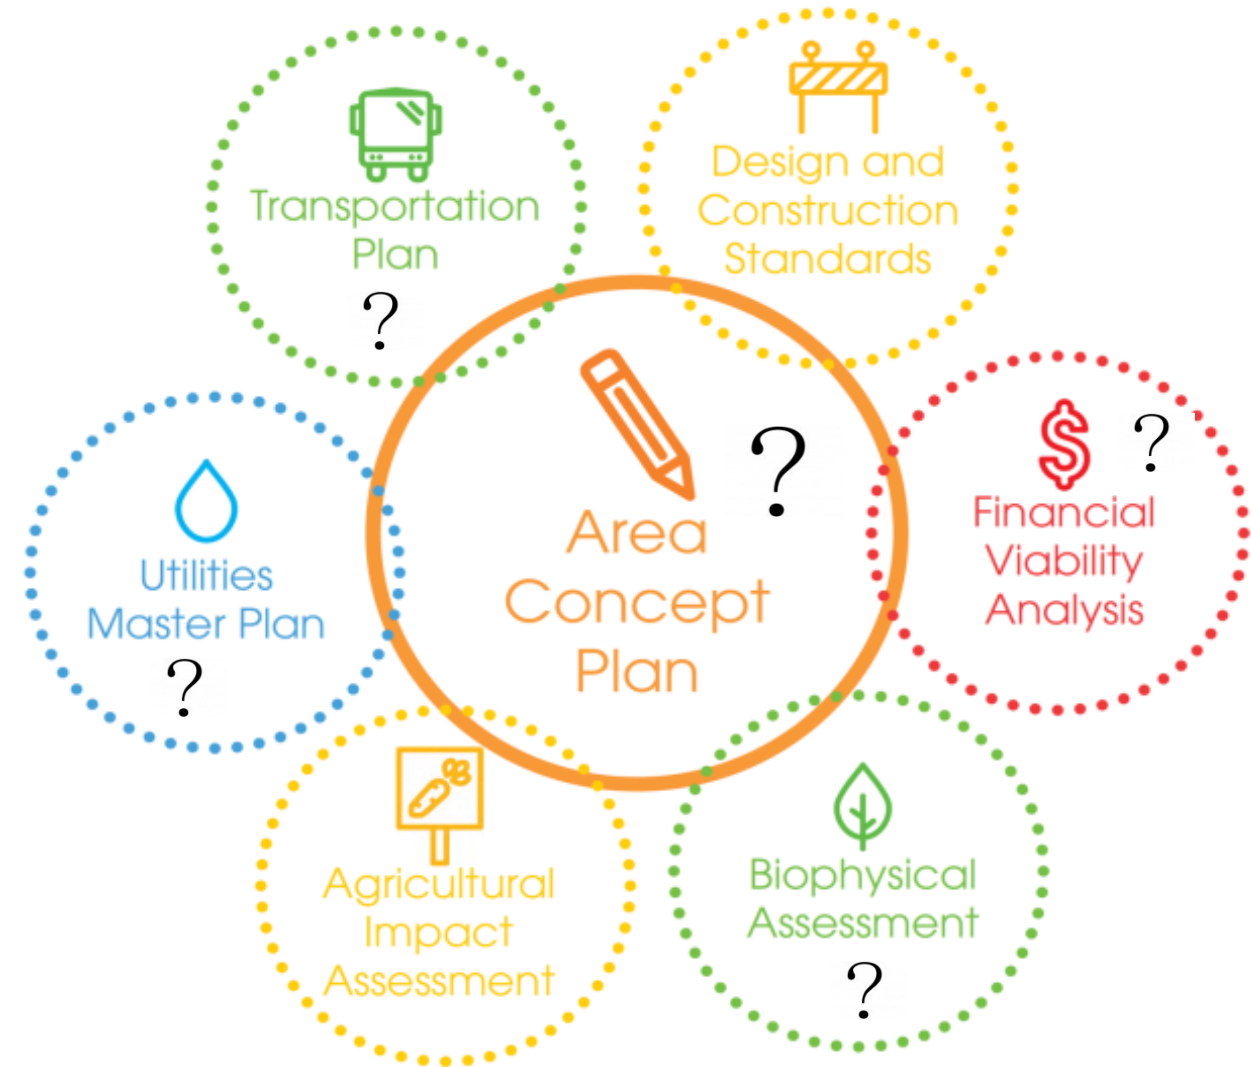 Transportation
Plan
?
Design and
Construction
Standards
?
Area
Concept
Plan
$ ?
Financial
Viability
Analysis
Utilities
Master Plan
?
Agricultural
Impact
Assessment
Biophysical
Assessment
?